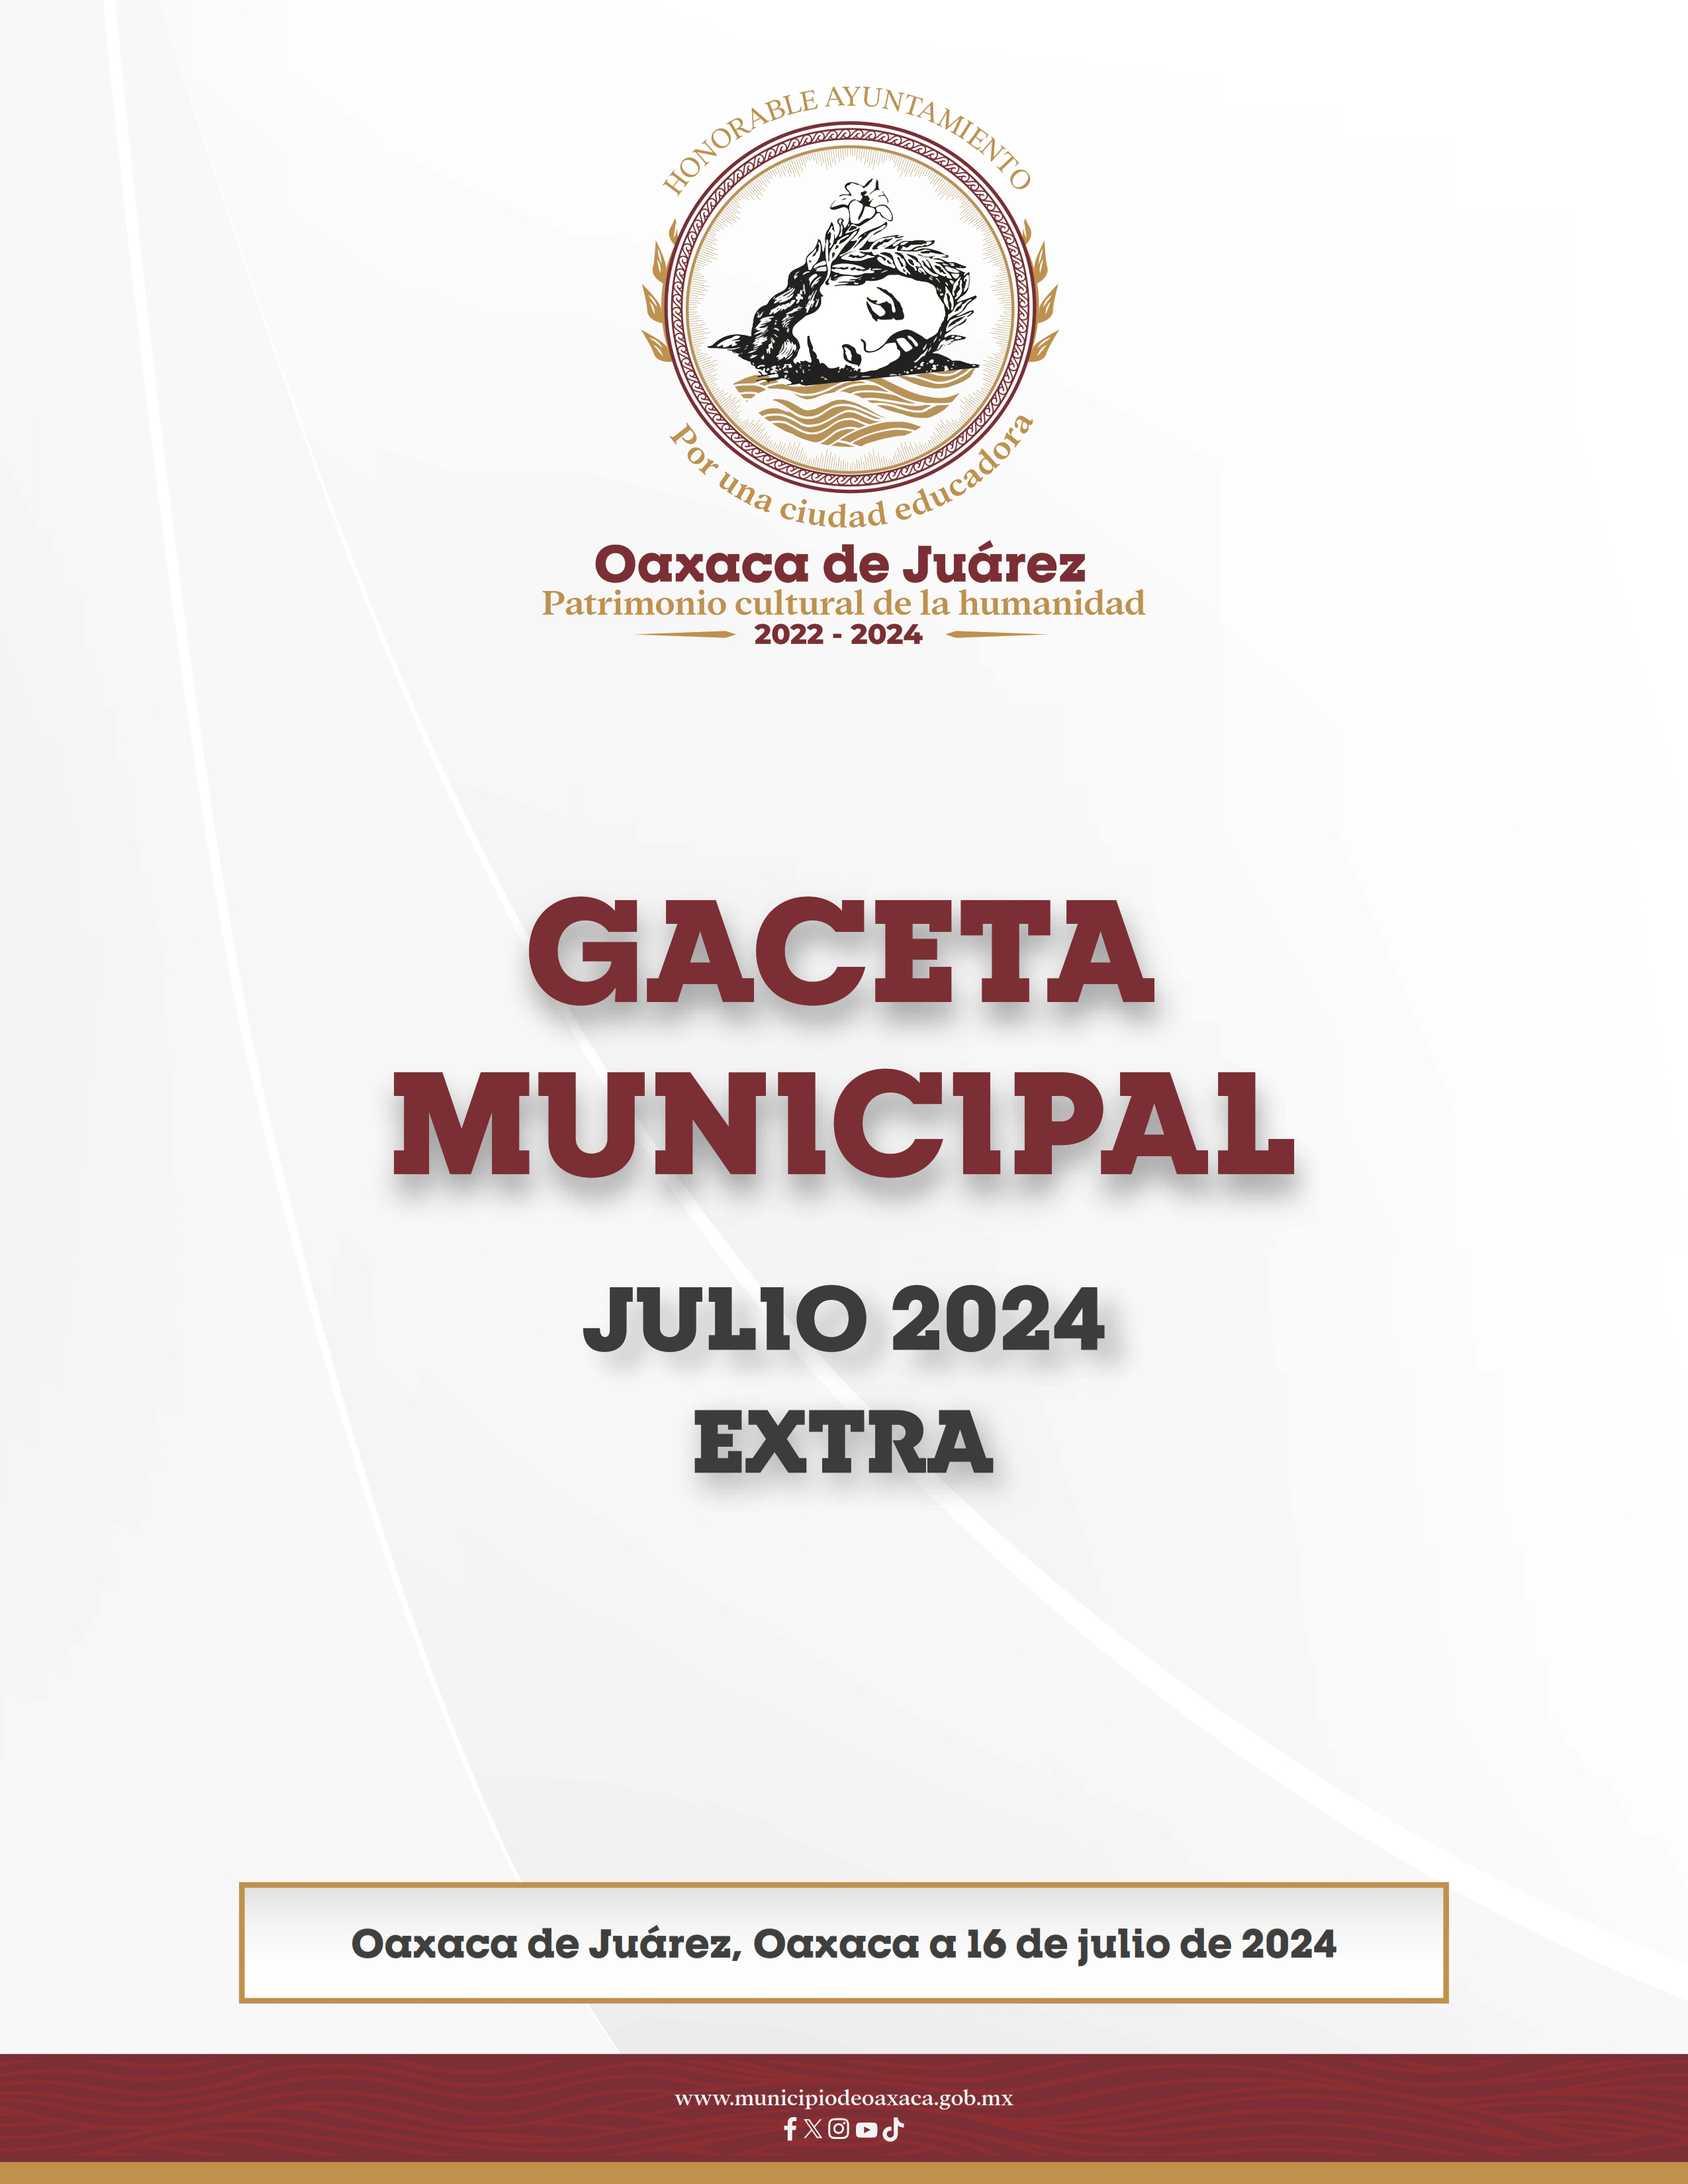 HONORABLE AYUNTAMIENTO
Por una ciudad educadora
Oaxaca de Juárez
Patrimonio cultural de la humanidad
2022 - 2024
GACETA
MUNICIPAL
JULIO 2024
EXTRA
Oaxaca de Juárez, Oaxaca a 16 de julio de 2024
www.municipiodeoaxaca.gob.mx